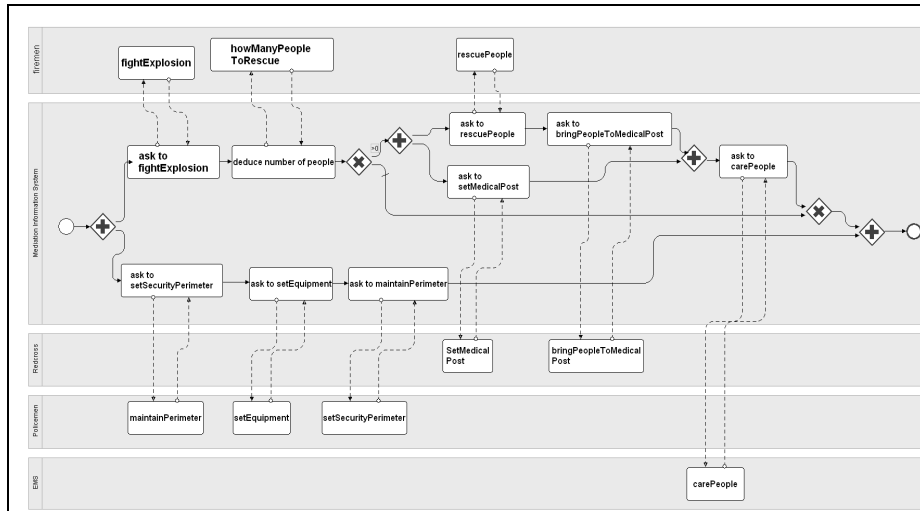 firemen
fightExplosion
howManyPeople
ToRescue
rescuePeople
Mediation Information System
ask to
fightExplosion
deduce number of people
>0
ask to
rescuePeople
ask to
bringPeopleToMedicalPost
ask to
setMedicalPost
ask to
carePeople
ask to
setSecurityPerimeter
ask to setEquipment
ask to maintainPerimeter
Redcross
SetMedical
Post
bringPeopleToMedical
Post
Policemen
maintainPerimeter
setEquipment
setSecurityPerimeter
EMS
carePeople